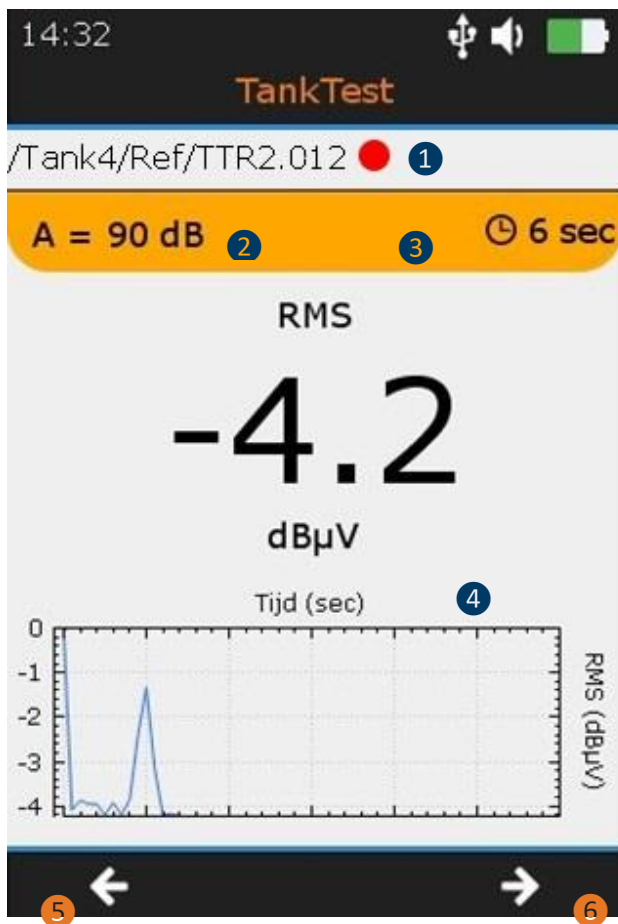 14:32
TankTest
/Tank4/Ref/TTR2.012 1
A = 90 dB 2 3 6 sec
RMS
-4.2
dBµV
Tijd (sec) 4
0
-1
-2
-3
-4
RMS (dBµV)
5 6